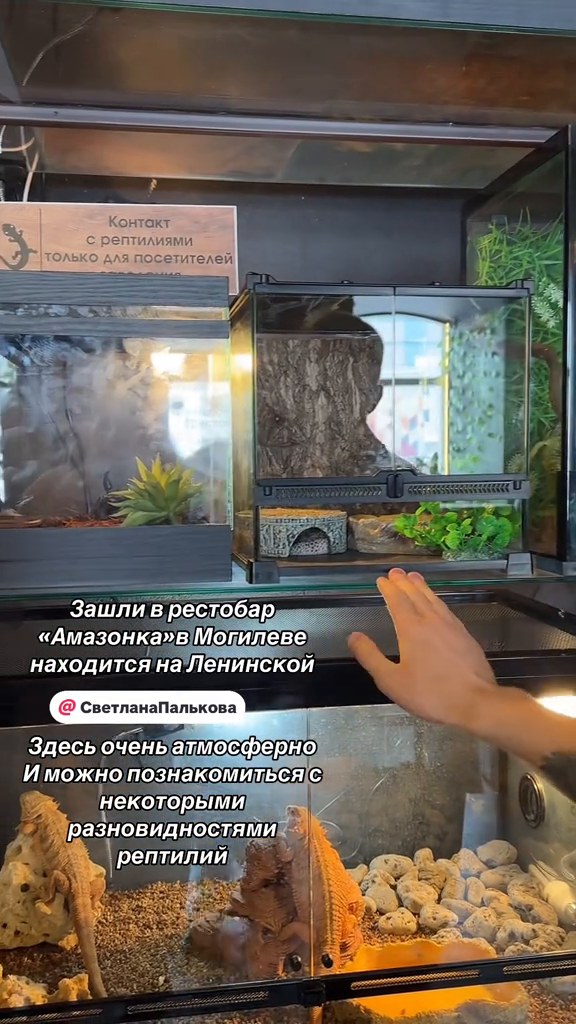 Контакт
с рептилиями
только для посетителей
Зашли в рестобар
«Амазонка»в Могилеве
находится на Ленинской
@ СветланаПалькова
Здесь очень атмосферно
И можно познакомиться с
некоторыми
разновидностями
рептилий